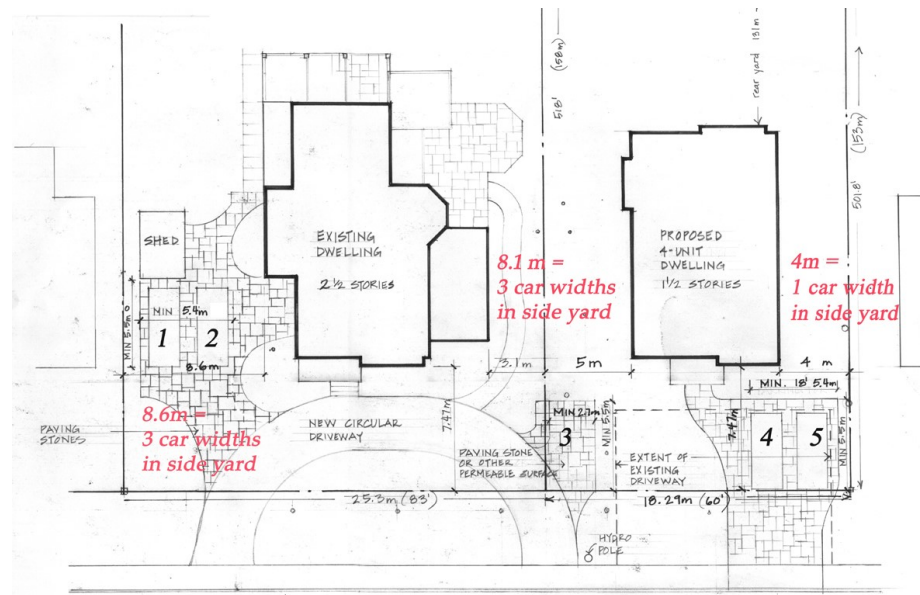 (158m)
518'
rear yard 131m
(153m)
501.8'
SHED
EXISTING
DWELLING
2 1/2 STORIES
PROPOSED
4-UNIT
DWELLING
1 1/2 STORIES
8.1 m =
3 car widths
in side yard
4m =
1 car width
in side yard
MIN 5.4m
MIN 5.5m
1
2
8.6m
3.1m
5m
4 m
MIN. 18' 5.4m
8.6m =
3 car widths
in side yard
PAVING
STONES
NEW CIRCULAR
DRIVEWAY
7.47m
MIN 2.7m
MIN 5.5m
3
7.47m
4
5
MIN 5.5m
PAVING STONE
OR OTHER
PERMEABLE SURFACE
EXTENT OF
EXISTING
DRIVEWAY
25.3m (83')
18.29m (60'
HYDRO
POLE